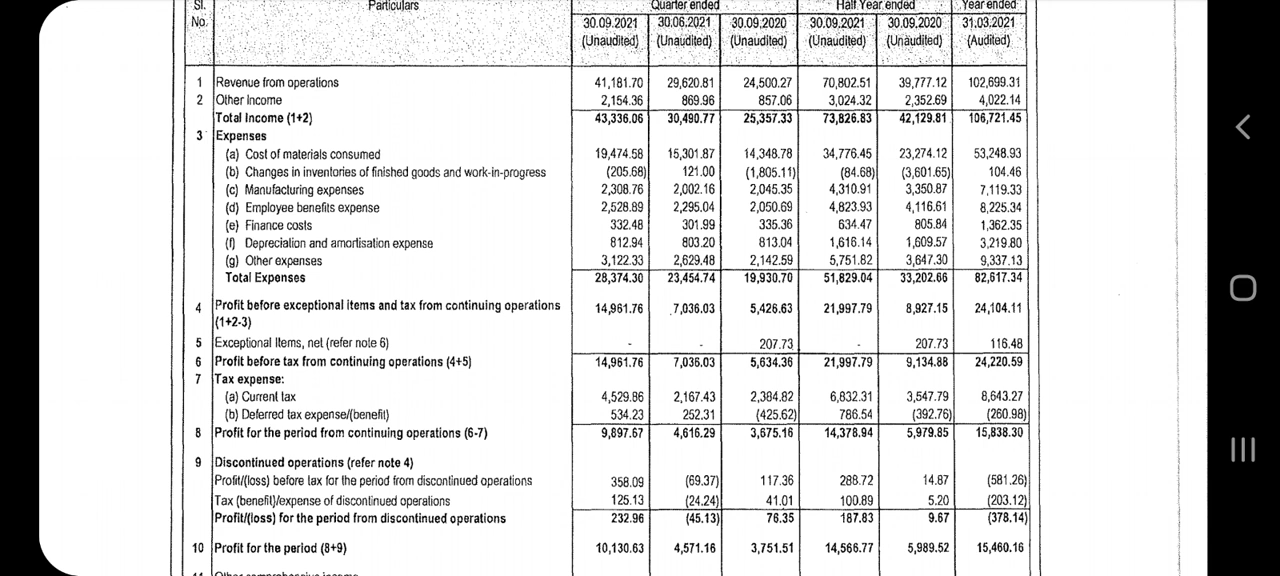 Sl. Particulars Quarter ended Half Year ended Year ended
No. 30.09.2021 30.06.2021 30.09.2020 30.09.2021 30.09.2020 31.03.2021
(Unaudited) (Unaudited) (Unaudited) (Unaudited) (Unaudited) (Audited)
1 Revenue from operations 41,181.70 29,620.81 24,500.27 70,802.51 39,777.12 102,699.31
2 Other Income 2,154.36 869.96 857.06 3,024.32 2,352.69 4,022.14
Total Income (1+2) 43,336.06 30,490.77 25,357.33 73,826.83 42,129.81 106,721.45
3 Expenses
(a) Cost of materials consumed 19,474.58 15,301.87 14,348.78 34,776.45 23,274.12 53,248.93
(b) Changes in inventories of finished goods and work-in-progress (205.68) 121.00 (1,805.11) (84.68) (3,601.65) 104.46
(c) Manufacturing expenses 2,308.76 2,002.16 2,045.35 4,310.91 3,350.87 7,119.33
(d) Employee benefits expense 2,528.89 2,295.04 2,050.69 4,823.93 4,116.61 8,225.34
(e) Finance costs 332.48 301.99 335.36 634.47 805.84 1,362.35
(f) Depreciation and amortisation expense 812.94 803.20 813.04 1,616.14 1,609.57 3,219.80
(g) Other expenses 3,122.33 2,629.48 2,142.59 5,751.82 3,647.30 9,337.13
Total Expenses 28,374.30 23,454.74 19,930.70 51,829.04 33,202.66 82,617.34
4 Profit before exceptional items and tax from continuing operations 14,961.76 7,036.03 5,426.63 21,997.79 8,927.15 24,104.11
(1+2-3)
5 Exceptional Items, net (refer note 6) - - 207.73 - 207.73 116.48
6 Profit before tax from continuing operations (4+5) 14,961.76 7,036.03 5,634.36 21,997.79 9,134.88 24,220.59
7 Tax expense:
(a) Current tax 4,529.86 2,167.43 2,384.82 6,832.31 3,547.79 8,643.27
(b) Deferred tax expense/(benefit) 534.23 252.31 (425.62) 786.54 (392.76) (260.98)
8 Profit for the period from continuing operations (6-7) 9,897.67 4,616.29 3,675.16 14,378.94 5,979.85 15,838.30
9 Discontinued operations (refer note 4)
Profit/(loss) before tax for the period from discontinued operations 358.09 (69.37) 117.36 288.72 14.87 (581.26)
Tax (benefit)/expense of discontinued operations 125.13 (24.24) 41.01 100.89 5.20 (203.12)
Profit/(loss) for the period from discontinued operations 232.96 (45.13) 76.35 187.83 9.67 (378.14)
10 Profit for the period (8+9) 10,130.63 4,571.16 3,751.51 14,566.77 5,989.52 15,460.16
11 Other comprehensive income